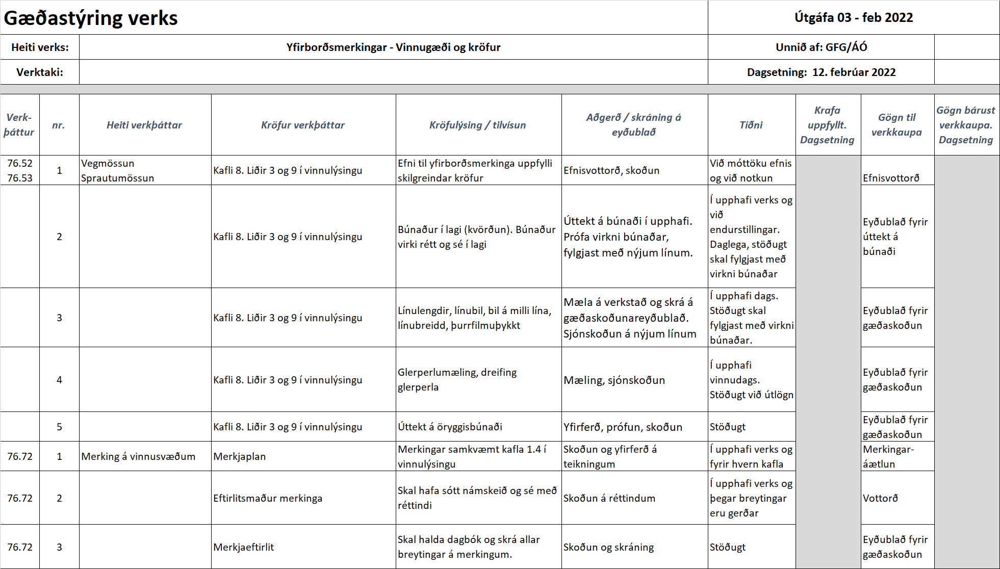 Gæðastýring verks
Útgáfa 03 - feb 2022
Heiti verks:
Yfirborðsmerkingar - Vinnugæði og kröfur
Unnið af: GFG/ÁÓ
Verktaki:
Dagsetning: 12. febrúar 2022
Verk-
þáttur
nr.
Heiti verkþáttar
Kröfur verkþáttar
Kröfulýsing / tilvísun
Aðgerð / skráning á
eyðublað
Tíðni
Krafa
uppfyllt.
Dagsetning
Gögn til
verkkaupa
Gögn bárust
verkkaupa.
Dagsetning
76.52
76.53
1
Vegmössun
Sprautumössun
Kafli 8. Liðir 3 og 9 í vinnulýsingu
Efni til yfirborðsmerkinga uppfylli
skilgreindar kröfur
Efnisvottorð, skoðun
Við móttöku efnis
og við notkun
Efnisvottorð
2
Kafli 8. Liðir 3 og 9 í vinnulýsingu
Búnaður í lagi (kvörðun). Búnaður
virki rétt og sé í lagi
Úttekt á búnaði í upphafi.
Prófa virkni búnaðar,
fylgjast með nýjum línum.
Í upphafi verks og
við
endurstillingar.
Daglega, stöðugt
skal fylgjast með
virkni búnaðar
Eyðublað fyrir
úttekt á
búnaði
3
Kafli 8. Liðir 3 og 9 í vinnulýsingu
Línulengdir, línubil, bil á milli lína,
línubreidd, þurrfilmuþykkt
Mæla á verkstað og skrá á
gæðaskoðunareyðublað.
Sjónskoðun á nýjum línum
Í upphafi dags.
Stöðugt skal
fylgjast með virkni
búnaðar.
Eyðublað fyrir
gæðaskoðun
4
Kafli 8. Liðir 3 og 9 í vinnulýsingu
Glerperlumæling, dreifing
glerperla
Mæling, sjónskoðun
Í upphafi
vinnudags.
Stöðugt við útlögn
Eyðublað fyrir
gæðaskoðun
5
Kafli 8. Liðir 3 og 9 í vinnulýsingu
Úttekt á öryggisbúnaði
Yfirferð, prófun, skoðun
Stöðugt
Eyðublað fyrir
gæðaskoðun
76.72
1
Merking á vinnusvæðum
Merkjaplan
Merkingar samkvæmt kafla 1.4 í
vinnulýsingu
Skoðun og yfirferð á
teikningum
Í upphafi verks og
fyrir hvern kafla
Merkingar-
áætlun
76.72
2
Eftirlitsmaður merkinga
Skal hafa sótt námskeið og sé með
réttindi
Skoðun á réttindum
Í upphafi verks og
þegar breytingar
eru gerðar
Vottorð
76.72
3
Merkjaeftirlit
Skal halda dagbók og skrá allar
breytingar á merkingum.
Skoðun og skráning
Stöðugt
Eyðublað fyrir
gæðaskoðun